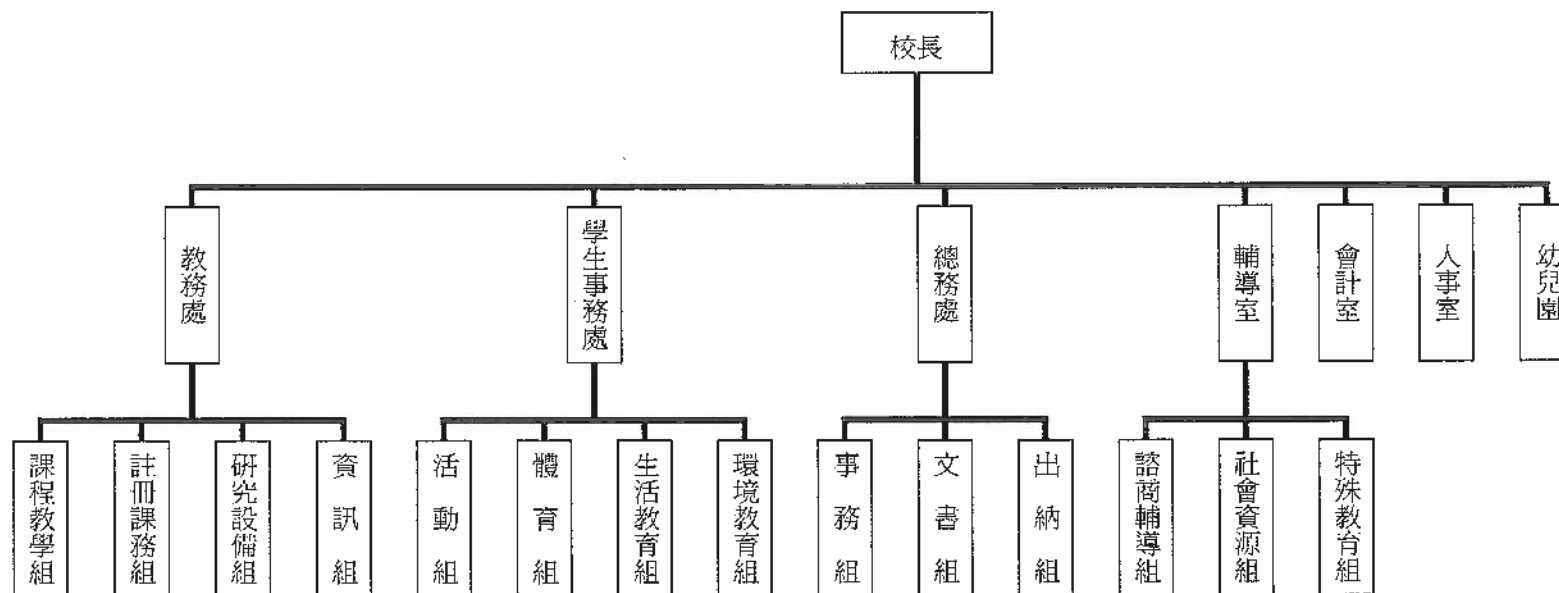 校長
教務處
學生事務處
總務處
輔導室
會計室
人事室
幼兒園
課程教學組
註冊課務組
研究設備組
資訊組
活動組
體育組
生活教育組
環境教育組
事務組
文書組
出納組
諮商輔導組
社會資源組
特殊教育組